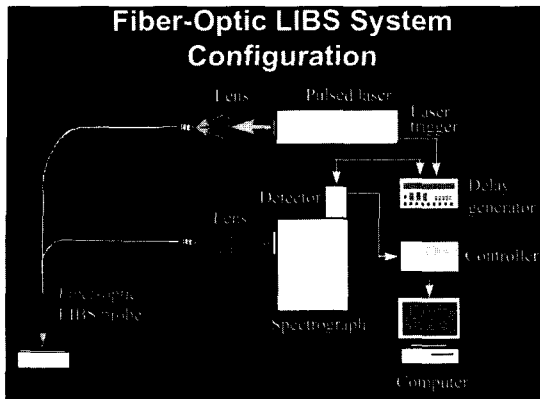 Fiber-Optic LIBS System
Configuration
Lens
Pulsed laser
Laser
trigger
Detector
Delay
generator
Lens
Controller
Fiber-optic
LIBS probe
Spectrograph
Computer